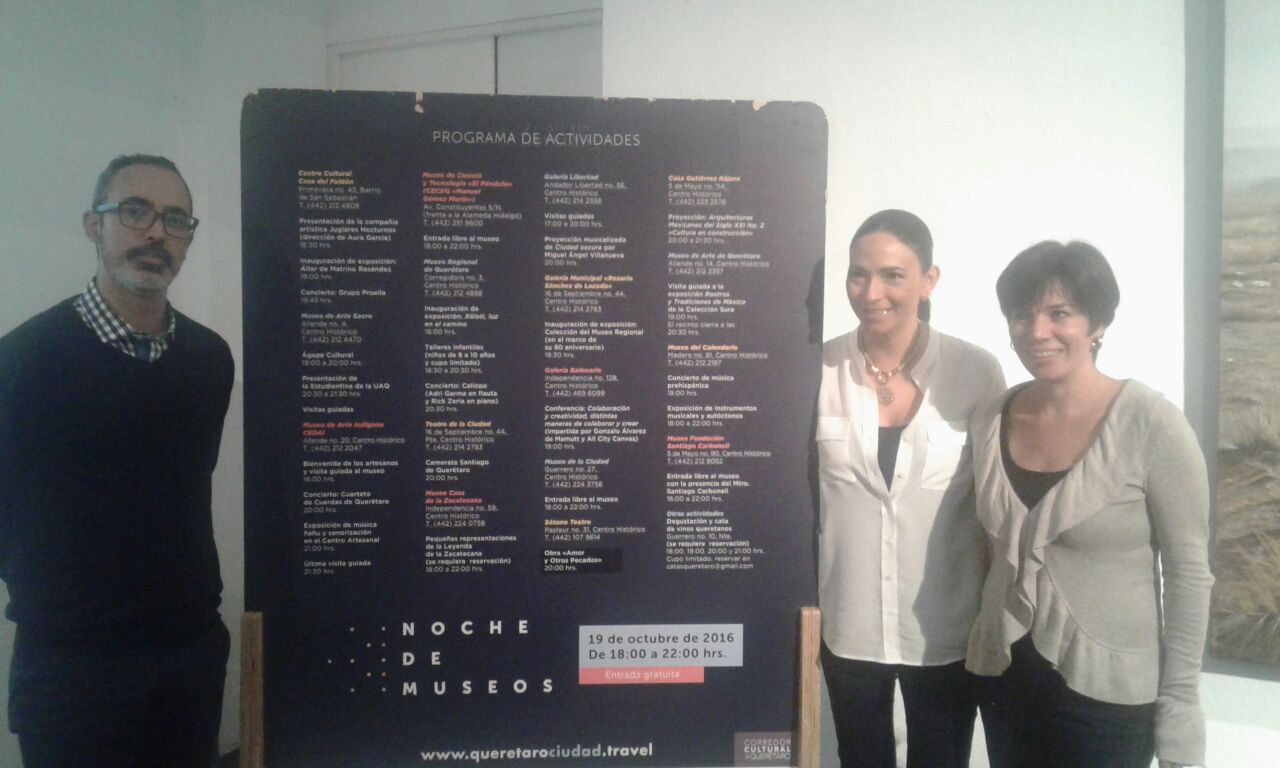 PROGRAMA DE ACTIVIDADES
Centro Cultural
Casa del Faldón
Primavera no. 45, Barrio
de San Sebastián
T. (442) 212 4808
Presentación de la compañía
artística Juglares Nocturnos
(dirección de Aura García)
18:30 hrs.
Inauguración de exposición:
Álter de Matrino Reséndez
19:00 hrs.
Concierto: Grupo Proella
19:45 hrs.
Museo de Arte Sacro
Allende no. 4,
Centro Histórico
T. (442) 212 4470
Ágape Cultural
19:00 a 20:00 hrs.
Presentación de
la Estudiantina de la UAQ
20:30 a 21:30 hrs.
Visitas guiadas
Museo de Arte Indígena
CEDAI
Allende no. 20, Centro Histórico
T. (442) 212 2047
Bienvenida de los artesanos
y visita guiada al museo
18:00 hrs.
Concierto: Cuarteto
de Cuerdas de Querétaro
20:00 hrs.
Exposición de música
ñañu y sonorización
en el Centro Artesanal
21:00 hrs.
Última visita guiada
21:30 hrs.
Museo de Ciencia
y Tecnología «El Péndulo»
(CECEQ «Manuel
Gómez Morín»)
Av. Constituyentes S/N
(frente a la Alameda Hidalgo)
T. (442) 251 9600
Entrada libre al museo
18:00 a 22:00 hrs.
Museo Regional
de Querétaro
Corregidora no. 3,
Centro Histórico
T. (442) 212 4888
Inauguración de
exposición: Xólotl, luz
en el camino
18:00 hrs.
Talleres infantiles
(niños de 8 a 10 años
y cupo limitado)
18:30 a 20:30 hrs.
Concierto: Calíope
(Adri Garma en flauta
y Rick Zerla en piano)
20:30 hrs.
Teatro de la Ciudad
16 de Septiembre no. 44,
Pte. Centro Histórico
T. (442) 214 2783
Camerata Santiago
de Querétaro
20:00 hrs.
Museo Casa
de la Zacatecana
Independencia no. 59,
Centro Histórico
T. (442) 224 0758
Pequeñas representaciones
de la Leyenda
de la Zacatecana
(se requiere reservación)
18:00 a 22:00 hrs.
Galería Libertad
Andador Libertad no. 56,
Centro Histórico
T. (442) 214 2358
Visitas guiadas
17:00 a 20:00 hrs.
Proyección musicalizada
de Ciudad oscura por
Miguel Ángel Villanueva
20:00 hrs.
Galería Municipal «Rosario
Sánchez de Lozada»
16 de Septiembre no. 44,
Centro Histórico
T. (442) 214 2783
Inauguración de exposición:
Colección del Museo Regional
(en el marco de
su 80 aniversario)
19:30 hrs.
Galería Balneario
Independencia no. 128,
Centro Histórico
T. (442) 469 6099
Conferencia: Colaboración
y creatividad, distintas
maneras de colaborar y crear
(impartida por Gonzalo Álvarez
de Mamutt y All City Canvas)
19:00 hrs.
Museo de la Ciudad
Guerrero no. 27,
Centro Histórico
T. (442) 224 3756
Entrada libre al museo
18:00 a 22:00 hrs.
Sótano Teatro
Pasteur no. 31, Centro Histórico
T. (442) 107 9614
Obra «Amor
y Otros Pecados»
20:00 hrs.
Casa Gutiérrez Nájera
5 de Mayo no. 114,
Centro Histórico
T. (442) 223 2578
Proyección: Arquitecturas
Mexicanas del Siglo XXI No. 2
«Cultura en construcción»
20:00 a 21:30 hrs.
Museo de Arte de Querétaro
Allende no. 14, Centro Histórico
T. (442) 212 2357
Visita guiada a la
exposición Rostros
y Tradiciones de México
de la Colección Sura
19:00 hrs.
El recinto cierra a las
20:30 hrs.
Museo del Calendario
Madero no. 91, Centro Histórico
T. (442) 212 2187
Concierto de música
prehispánica
19:00 hrs.
Exposición de instrumentos
musicales y autóctonos
18:00 a 22:00 hrs.
Museo Fundación
Santiago Carbonell
5 de Mayo no. 80, Centro Histórico
T. (442) 212 8052
Entrada libre al museo
con la presencia del Mtro.
Santiago Carbonell
18:00 a 22:00 hrs.
Otras actividades
Degustación y cata
de vinos queretanos
Guerrero no. 10, Nte.
(se requiere reservación)
18:00, 19:00, 20:00 y 21:00 hrs.
Cupo limitado, reservar en
catasqueretaro@gmail.com
NOCHE
DE
MUSEOS
19 de octubre de 2016
De 18:00 a 22:00 hrs.
Entrada gratuita
www.queretarociudad.travel
CORREDOR
CULTURAL
QUERÉTARO